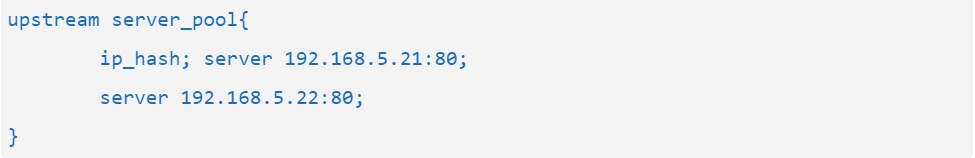 upstream server_pool{
ip_hash; server 192.168.5.21:80;
server 192.168.5.22:80;
}